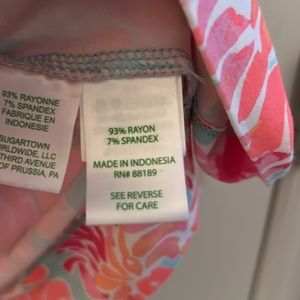 93% RAYONNE
7% SPANDEX
FABRIQUE EN
INDONESIE
SUGARTOWN
WORLDWIDE, LLC
THIRD AVENUE
OF PRUSSIA, PA
93% RAYON
7% SPANDEX
MADE IN INDONESIA
RN# 88189
SEE REVERSE
FOR CARE